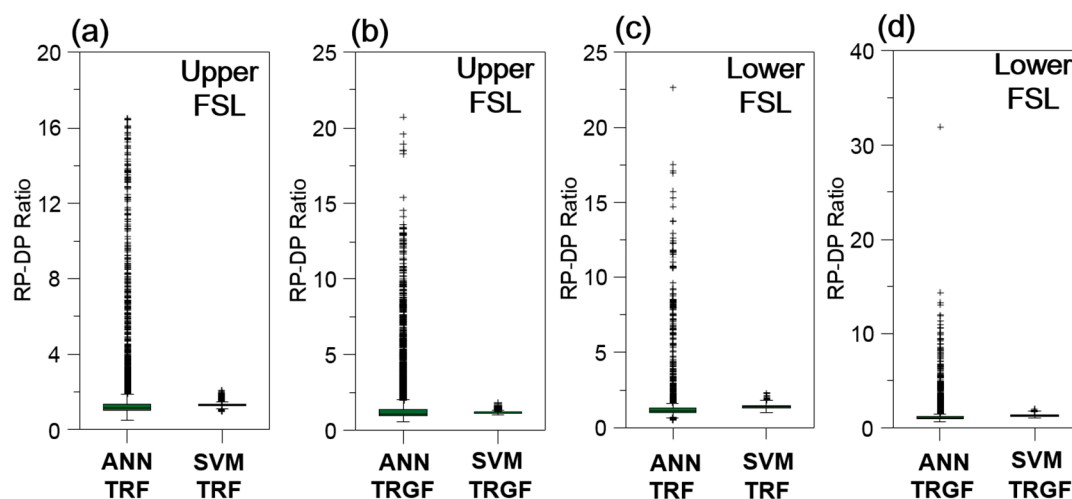 (a)
Upper
FSL
RP-DP Ratio
20
16
12
8
4
0
ANN SVM
TRF TRF
(b)
Upper
FSL
RP-DP Ratio
25
20
15
10
5
0
ANN SVM
TRGF TRGF
(c)
Lower
FSL
RP-DP Ratio
25
20
15
10
5
0
ANN SVM
TRF TRF
(d)
Lower
FSL
RP-DP Ratio
40
30
20
10
0
ANN SVM
TRGF TRGF